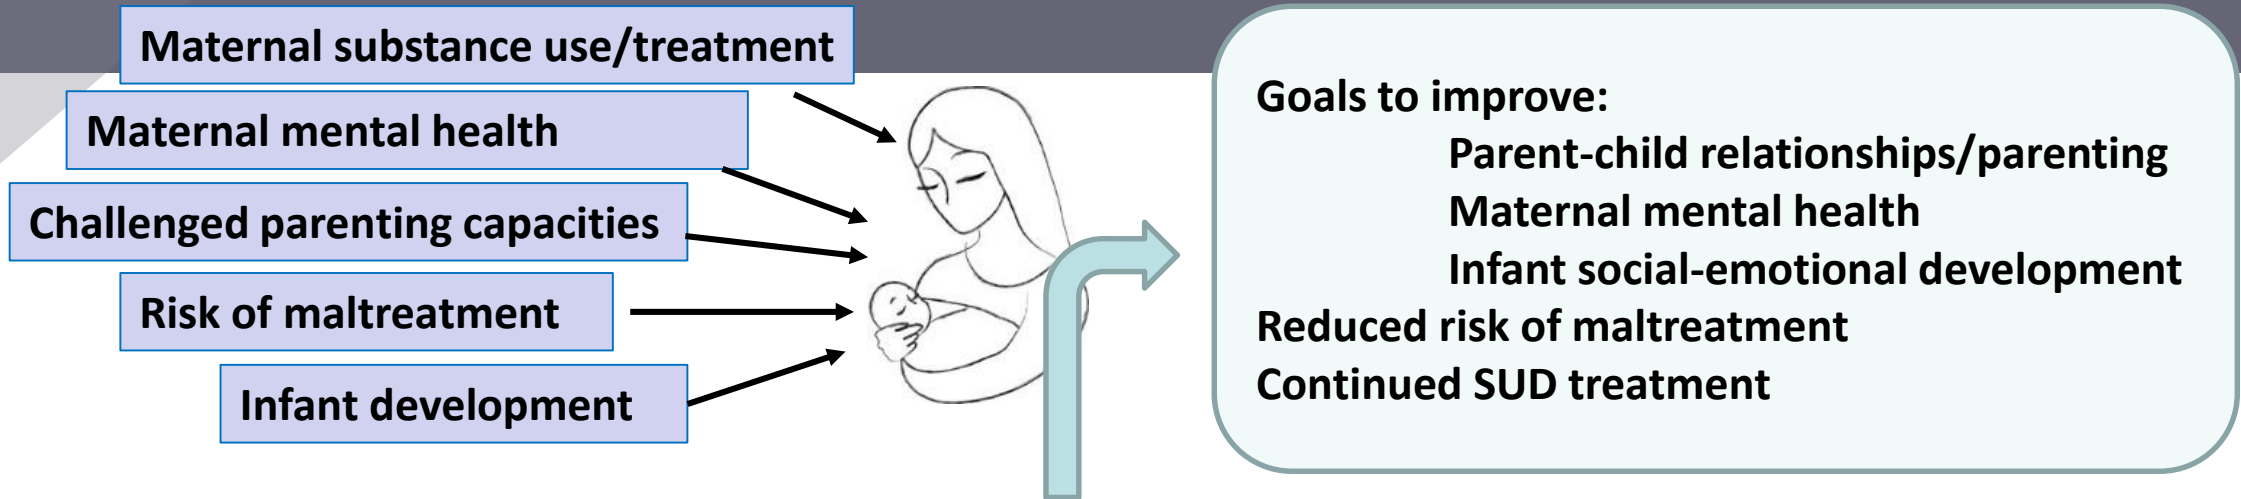 Maternal substance use/treatment
Maternal mental health
Challenged parenting capacities
Risk of maltreatment
Infant development
Goals to improve:
Parent-child relationships/parenting
Maternal mental health
Infant social-emotional development
Reduced risk of maltreatment
Continued SUD treatment